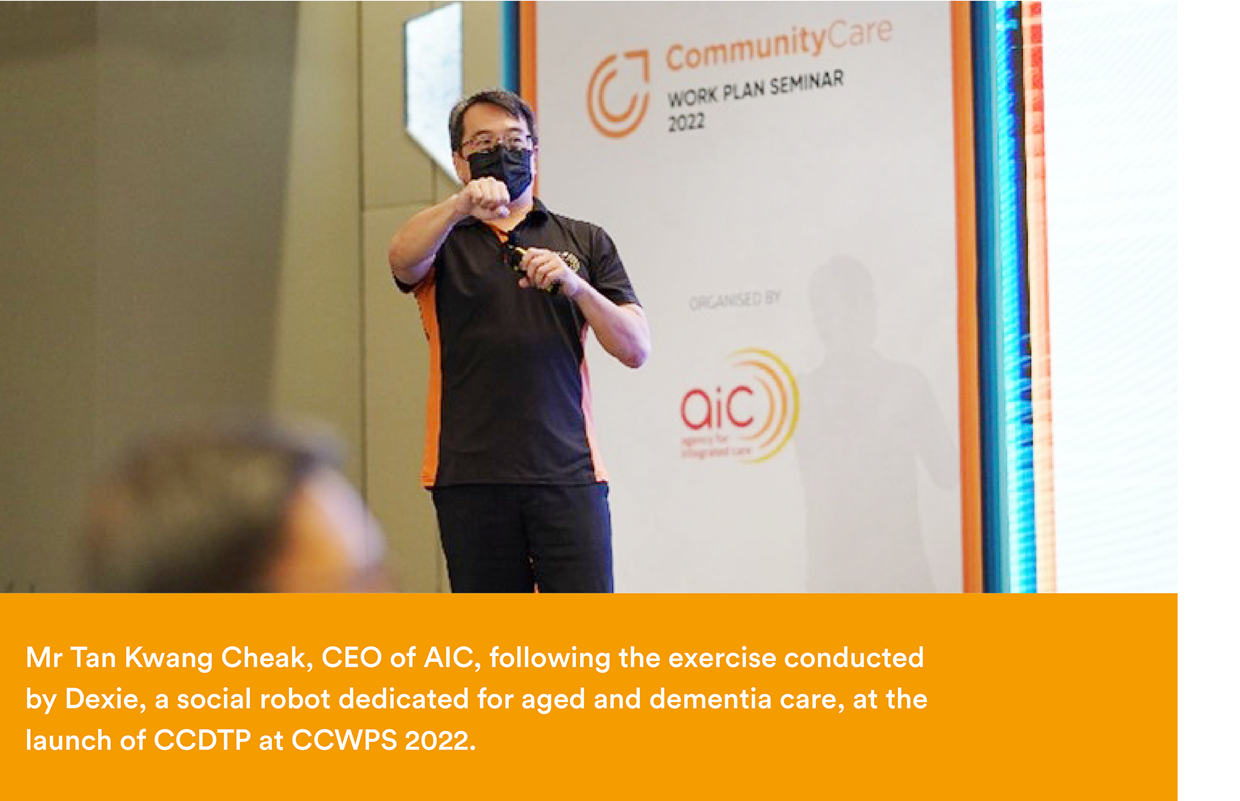 CommunityCare
WORK PLAN SEMINAR
2022
ORGANISED BY
aic
agency for
integrated care
Mr Tan Kwang Cheak, CEO of AIC, following the exercise conducted
by Dexie, a social robot dedicated for aged and dementia care, at the
launch of CCDTP at CCWPS 2022.